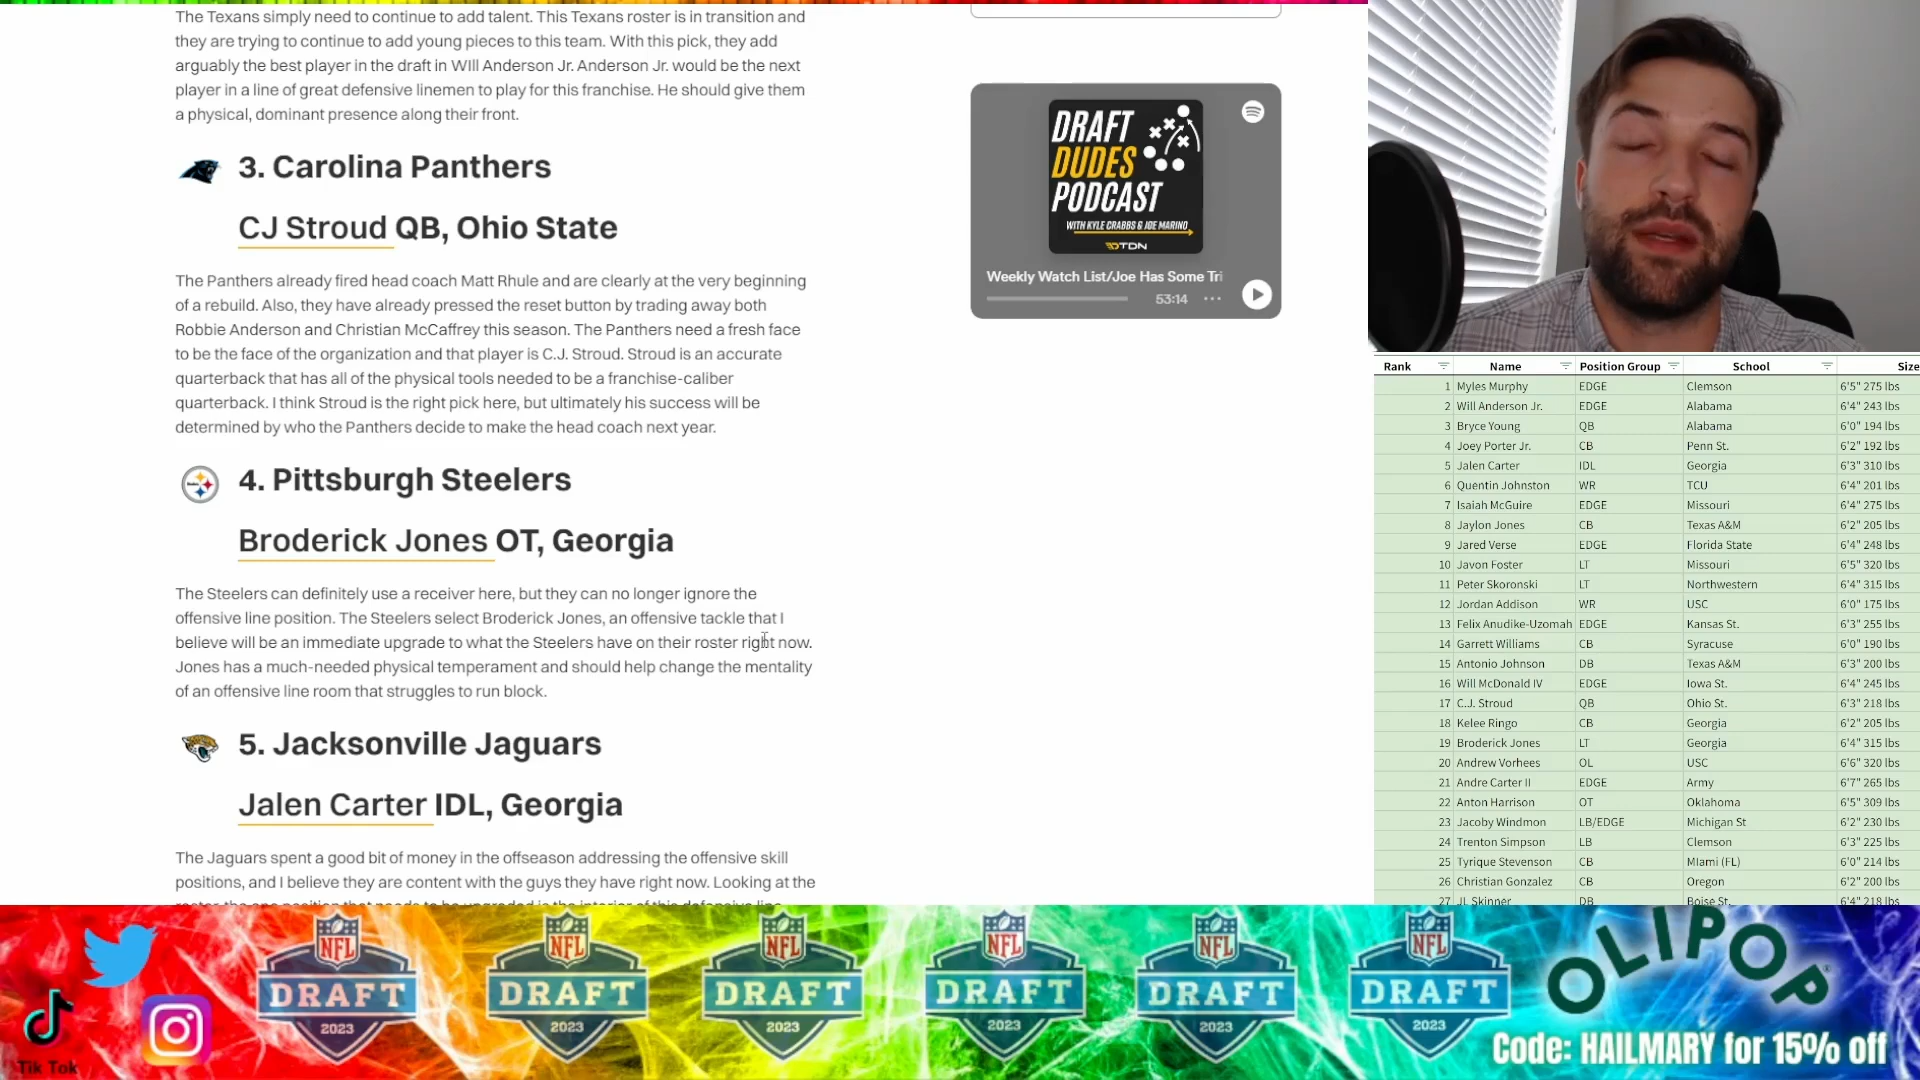 The Texans simply need to continue to add talent. This Texans roster is in transition and
they are trying to continue to add young pieces to this team. With this pick, they add
arguably the best player in the draft in WIll Anderson Jr. Anderson Jr. would be the next
player in a line of great defensive linemen to play for this franchise. He should give them
a physical, dominant presence along their front.
3. Carolina Panthers
CJ Stroud QB, Ohio State
The Panthers already fired head coach Matt Rhule and are clearly at the very beginning
of a rebuild. Also, they have already pressed the reset button by trading away both
Robbie Anderson and Christian McCaffrey this season. The Panthers need a fresh face
to be the face of the organization and that player is C.J. Stroud. Stroud is an accurate
quarterback that has all of the physical tools needed to be a franchise-caliber
quarterback. I think Stroud is the right pick here, but ultimately his success will be
determined by who the Panthers decide to make the head coach next year.
4. Pittsburgh Steelers
Broderick Jones OT, Georgia
The Steelers can definitely use a receiver here, but they can no longer ignore the
offensive line position. The Steelers select Broderick Jones, an offensive tackle that I
believe will be an immediate upgrade to what the Steelers have on their roster right now.
Jones has a much-needed physical temperament and should help change the mentality
of an offensive line room that struggles to run block.
5. Jacksonville Jaguars
Jalen Carter IDL, Georgia
The Jaguars spent a good bit of money in the offseason addressing the offensive skill
positions, and I believe they are content with the guys they have right now. Looking at the
roster, the one position that needs to be upgraded is the interior of this defensive line
DRAFT
DUDES
PODCAST
WITH KYLE CRABBS & JOE MARINO
TDN
Weekly Watch List/Joe Has Some Tri
53:14
Rank Name Position Group School Size
1 Myles Murphy EDGE Clemson 6'5" 275 lbs
2 Will Anderson Jr. EDGE Alabama 6'4" 243 lbs
3 Bryce Young QB Alabama 6'0" 194 lbs
4 Joey Porter Jr. CB Penn St. 6'2" 192 lbs
5 Jalen Carter IDL Georgia 6'3" 310 lbs
6 Quentin Johnston WR TCU 6'4" 201 lbs
7 Isaiah McGuire EDGE Missouri 6'4" 275 lbs
8 Jaylon Jones CB Texas A&M 6'2" 205 lbs
9 Jared Verse EDGE Florida State 6'4" 248 lbs
10 Javon Foster LT Missouri 6'5" 320 lbs
11 Peter Skoronski LT Northwestern 6'4" 315 lbs
12 Jordan Addison WR USC 6'0" 175 lbs
13 Felix Anudike-Uzomah EDGE Kansas St. 6'3" 255 lbs
14 Garrett Williams CB Syracuse 6'0" 190 lbs
15 Antonio Johnson DB Texas A&M 6'3" 200 lbs
16 Will McDonald IV EDGE Iowa St. 6'4" 245 lbs
17 C.J. Stroud QB Ohio St. 6'3" 218 lbs
18 Kelee Ringo CB Georgia 6'2" 205 lbs
19 Broderick Jones LT Georgia 6'4" 315 lbs
20 Andrew Vorhees OL USC 6'6" 320 lbs
21 Andre Carter II EDGE Army 6'7" 265 lbs
22 Anton Harrison OT Oklahoma 6'5" 309 lbs
23 Jacoby Windmon LB/EDGE Michigan St 6'2" 230 lbs
24 Trenton Simpson LB Clemson 6'3" 225 lbs
25 Tyrique Stevenson CB MIami (FL) 6'0" 214 lbs
26 Christian Gonzalez CB Oregon 6'2" 200 lbs
27 JL Skinner DB Boise St. 6'4" 218 lbs
Tik Tok
NFL DRAFT 2023
NFL DRAFT 2023
NFL DRAFT 2023
NFL DRAFT 2023
NFL DRAFT 2023
NFL DRAFT 2023
OLIPOP
Code: HAILMARY for 15% off